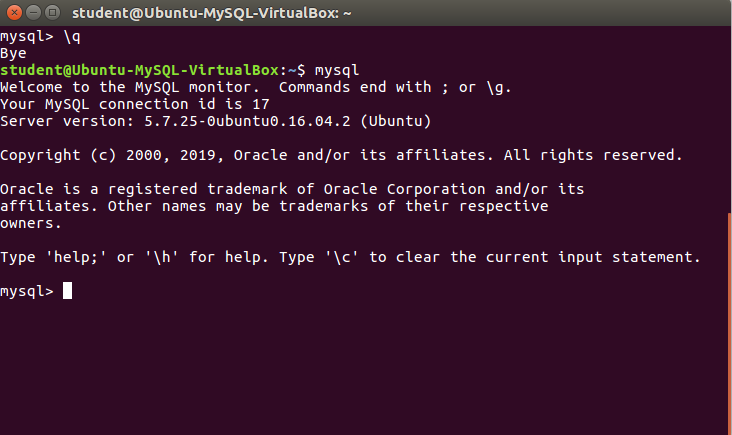 student@Ubuntu-MySQL-VirtualBox: ~
mysql> \q
Bye
student@Ubuntu-MySQL-VirtualBox:~$ mysql
Welcome to the MySQL monitor.  Commands end with ; or \g.
Your MySQL connection id is 17
Server version: 5.7.25-0ubuntu0.16.04.2 (Ubuntu)
Copyright (c) 2000, 2019, Oracle and/or its affiliates. All rights reserved.
Oracle is a registered trademark of Oracle Corporation and/or its
affiliates. Other names may be trademarks of their respective
owners.
Type 'help;' or '\h' for help. Type '\c' to clear the current input statement.
mysql>